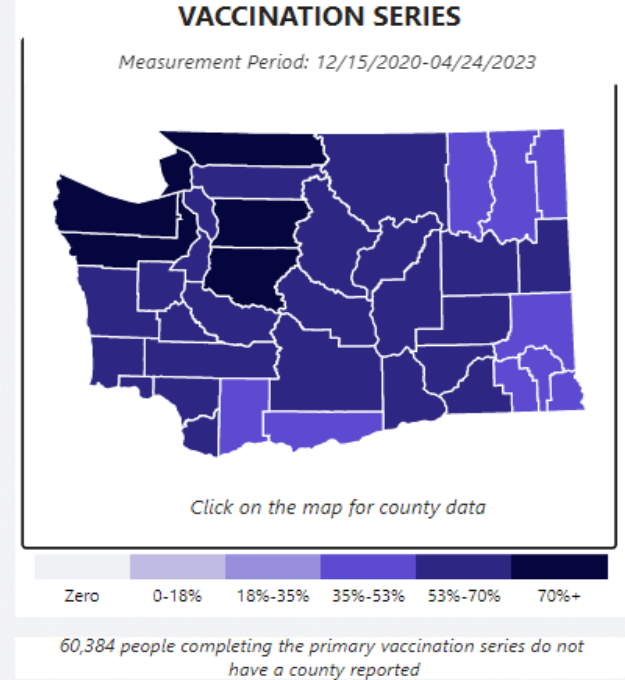 VACCINATION SERIES
Measurement Period: 12/15/2020-04/24/2023
Click on the map for county data
Zero 0-18% 18%-35% 35%-53% 53%-70% 70%+
60,384 people completing the primary vaccination series do not
have a county reported